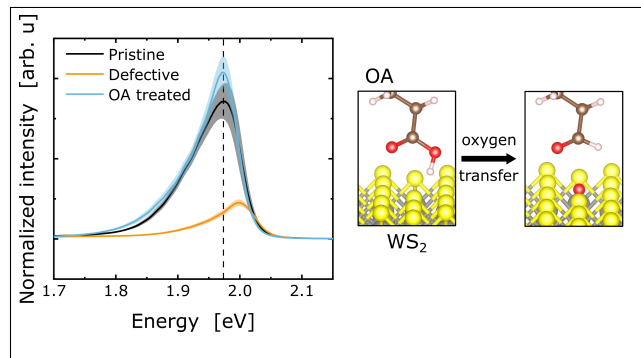 Normalized intensity [arb. u]
Pristine
Defective
OA treated
1.7 1.8 1.9 2.0 2.1
Energy [eV]
OA
oxygen
transfer
WS₂